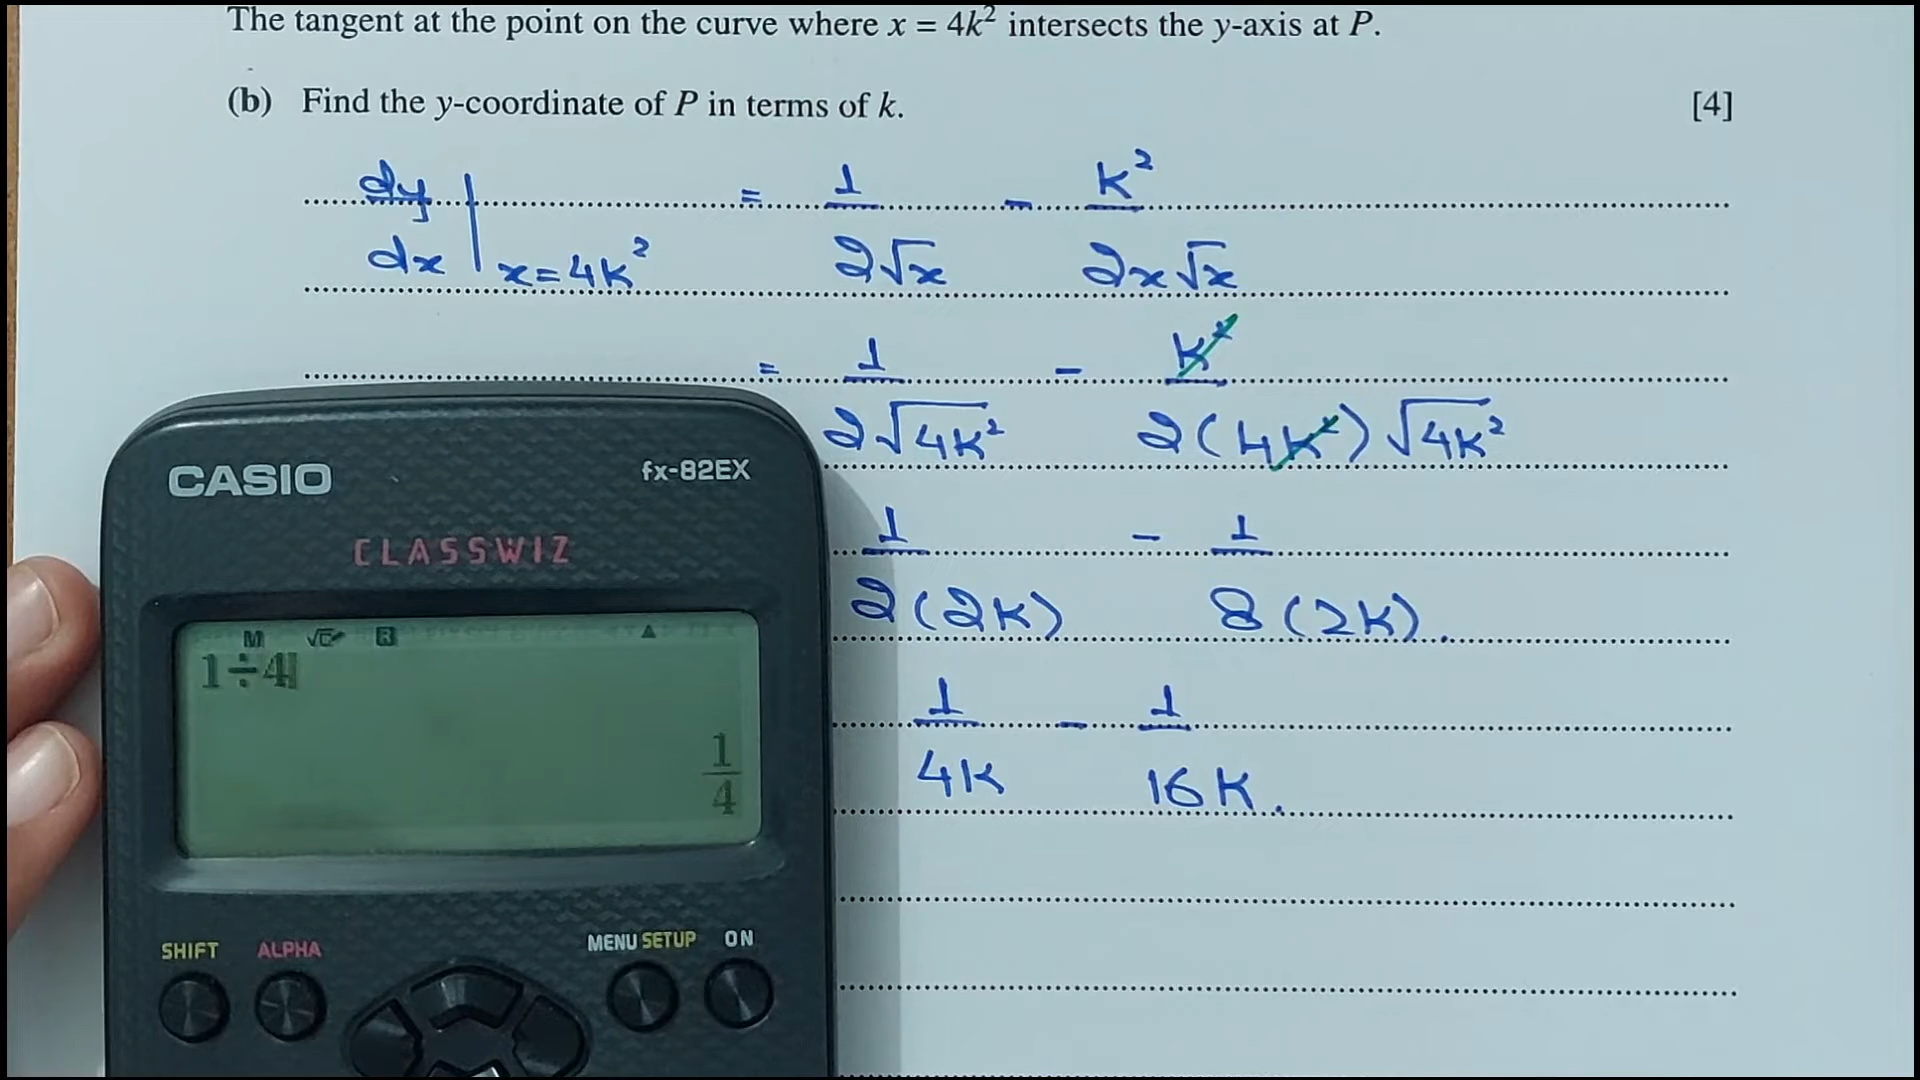 The tangent at the point on the curve where x = 4k² intersects the y-axis at P.
(b) Find the y-coordinate of P in terms of k. [4]
dy/dx | x=4K² = 1/2√x - K²/2x√x
= 1/2√4K² - K²/2(4K²)√4K²
1/2(2K) - 1/8(2K).
1/4K - 1/16K.
CASIO fx-82EX
CLASSWIZ
M √□ R ▲
1÷4
1/4
SHIFT ALPHA MENU SETUP ON